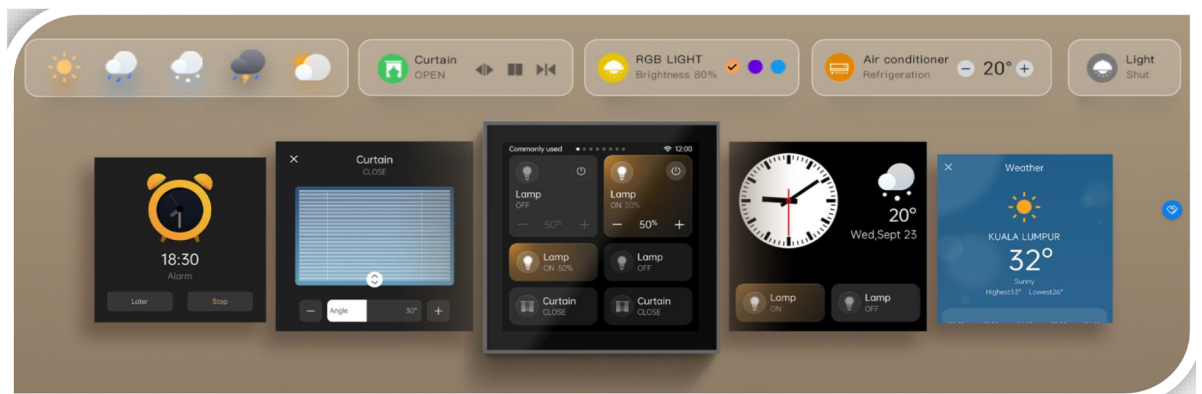 Curtain
OPEN
RGB LIGHT
Brightness 80%
Air conditioner
Refrigeration
− 20° +
Light
Shut
18:30
Alarm
Later
Stop
Curtain
CLOSE
− Angle 30° +
Commonly used
12:00
Lamp
OFF
− 50% +
Lamp
ON 50%
− 50% +
Lamp
ON 50%
Lamp
OFF
Curtain
CLOSE
Curtain
CLOSE
20°
Wed,Sept 23
Lamp
ON
Lamp
OFF
Weather
KUALA LUMPUR
32°
Sunny
Highest33° Lowest26°